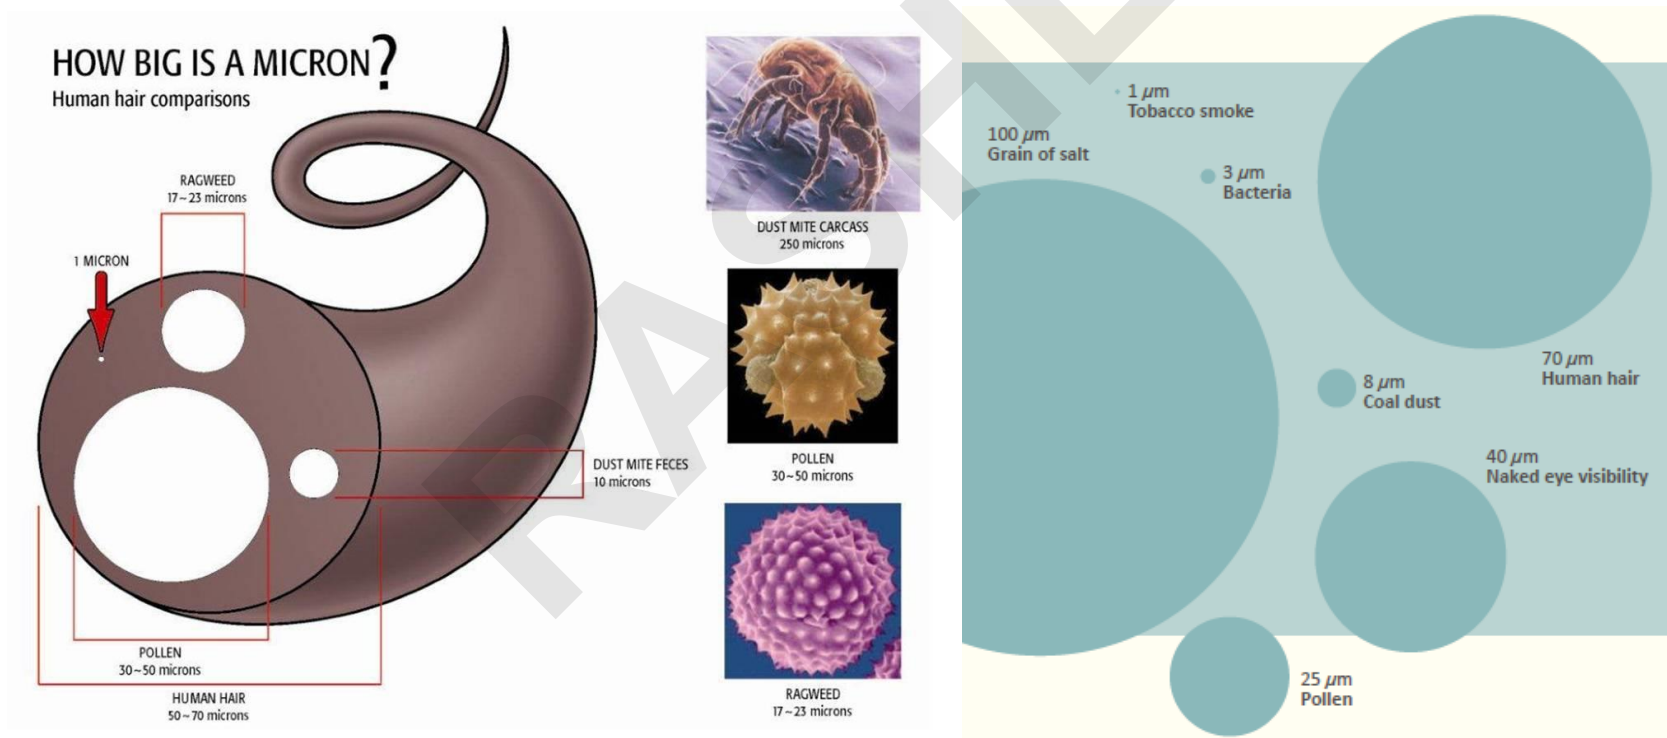 HOW BIG IS A MICRON?
Human hair comparisons
RAGWEED
17~23 microns
1 MICRON
DUST MITE FECES
10 microns
POLLEN
30~50 microns
HUMAN HAIR
50~70 microns
DUST MITE CARCASS
250 microns
POLLEN
30~50 microns
RAGWEED
17~23 microns
1 µm
Tobacco smoke
100 µm
Grain of salt
3 µm
Bacteria
70 µm
Human hair
8 µm
Coal dust
40 µm
Naked eye visibility
25 µm
Pollen